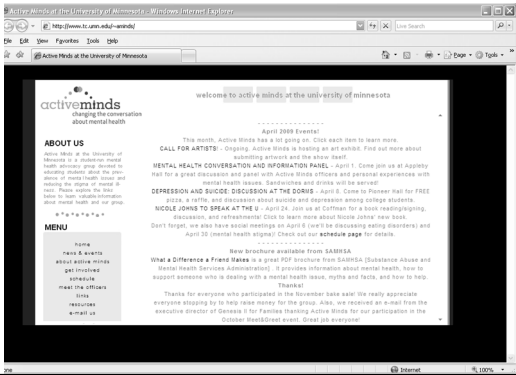 Active Minds at the University of Minnesota - Windows Internet Explorer
http://www.tc.umn.edu/~aminds/
Live Search
File Edit View Favorites Tools Help
Active Minds at the University of Minnesota
Page Tools
activeminds
changing the conversation
about mental health
welcome to active minds at the university of minnesota
ABOUT US
Active Minds at the University of
Minnesota is a student-run mental
health advocacy group devoted to
educating students about the prev-
alence of mental health issues and
reducing the stigma of mental ill-
ness. Please explore the links
below to learn valuable information
about mental health and our group.
MENU
home
news & events
about active minds
get involved
schedule
meet the officers
links
resources
e-mail us
April 2009 Events!
This month, Active Minds has a lot going on. Click each item to learn more.
CALL FOR ARTISTS! - Ongoing. Active Minds is hosting an art exhibit. Find out more about
submitting artwork and the show itself.
MENTAL HEALTH CONVERSATION AND INFORMATION PANEL - April 1. Come join us at Appleby
Hall for a great discussion and panel with Active Minds officers and personal experiences with
mental health issues. Sandwiches and drinks will be served!
DEPRESSION AND SUICIDE: DISCUSSION AT THE DORMS - April 8. Come to Pioneer Hall for FREE
pizza, a raffle, and discussion about suicide and depression among college students.
NICOLE JOHNS TO SPEAK AT THE U - April 24. Join us at Coffman for a book reading/signing,
discussion, and refreshments! Click to learn more about Nicole Johns' new book.
Don't forget, we also have social meetings on April 6 (we'll be discussing eating disorders) and
April 20 (mental health stigma)! Check out our schedule page for details.
New brochure available from SAMHSA
What a Difference a Friend Makes is a great PDF brochure from SAMHSA [Substance Abuse and
Mental Health Services Administration]. It provides information about mental health, how to
support someone who is dealing with a mental health issue, myths and facts, and how to help.
Thanks!
Thanks for everyone who participated in the November bake sale! We really appreciate
everyone stopping by to help raise money for the group. Also, we received an e-mail from the
executive director of Genesis II for Families thanking Active Minds for our participation in the
October Meet&Greet event. Great job everyone!
one
Internet
100%